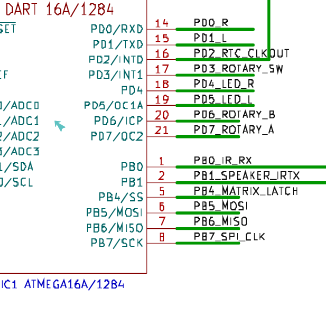 DART 16A/1284
SET
PD0/RXD 14 PD0_R
PD1/TXD 15 PD1_L
PD2/INT0 16 PD2_RTC_CLKOUT
PD3/INT1 17 PD3_ROTARY_SW
PD4 18 PD4_LED_R
/ADC0 PD5/OC1A 19 PD5_LED_L
/ADC1 PD6/ICP 20 PD6_ROTARY_B
/ADC2 PD7/OC2 21 PD7_ROTARY_A
/ADC3
/SDA PB0 1 PB0_IR_RX
/SCL PB1 2 PB1_SPEAKER_IRTX
PB4/SS 5 PB4_MATRIX_LATCH
PB5/MOSI 6 PB5_MOSI
PB6/MISO 7 PB6_MISO
PB7/SCK 8 PB7_SPI_CLK
IC1 ATMEGA16A/1284